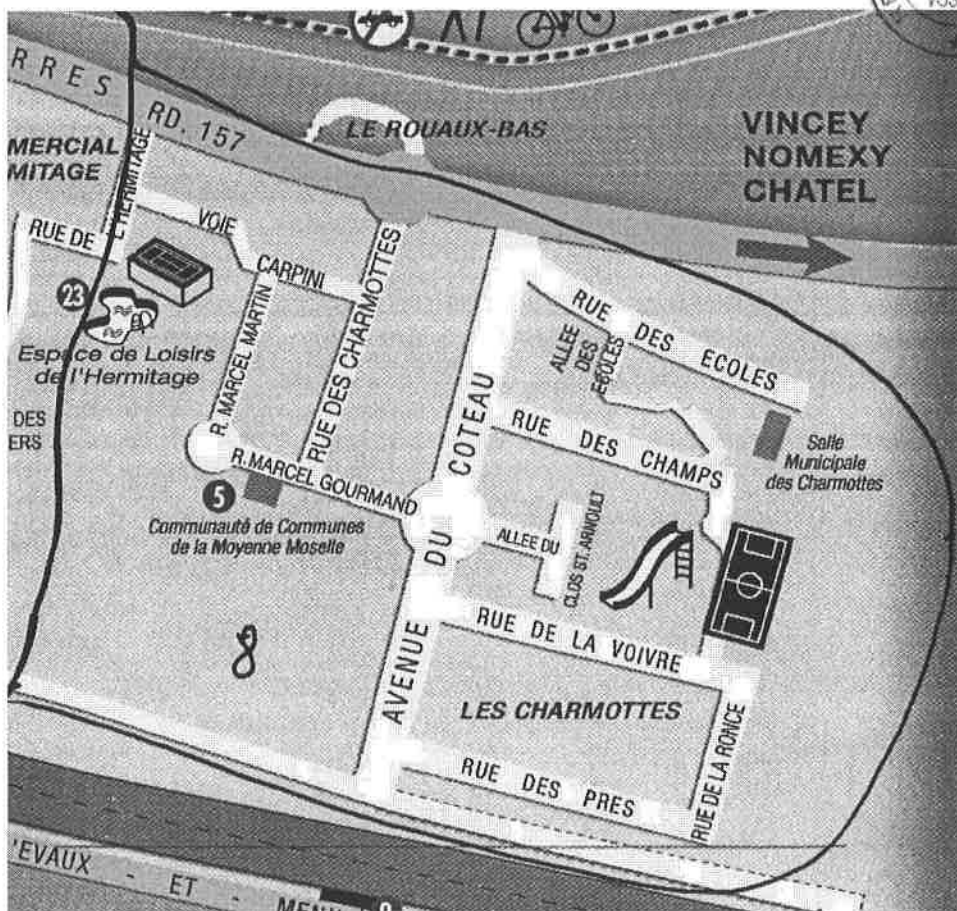 RRES RD. 157
LE ROUAUX-BAS
VINCEY
NOMEXY
CHATEL
MERCIAL
MITAGE
L'HERMITAGE
RUE DE
VOIE
CARPINI
R. MARCEL MARTIN
RUE DES CHARMOTTES
23
Espace de Loisirs
de l'Hermitage
DES
ERS
R. MARCEL GOURMAND
5
Communauté de Communes
de la Moyenne Moselle
AVENUE DU COTEAU
RUE DES ECOLES
ALLEE
DES
ECOLES
RUE DES CHAMPS
Salle
Municipale
des Charmottes
ALLEE DU
CLOS ST. ARNOULT
RUE DE LA VOIVRE
LES CHARMOTTES
RUE DES PRES
RUE DE LA RONCE
8
'EVAUX - ET -